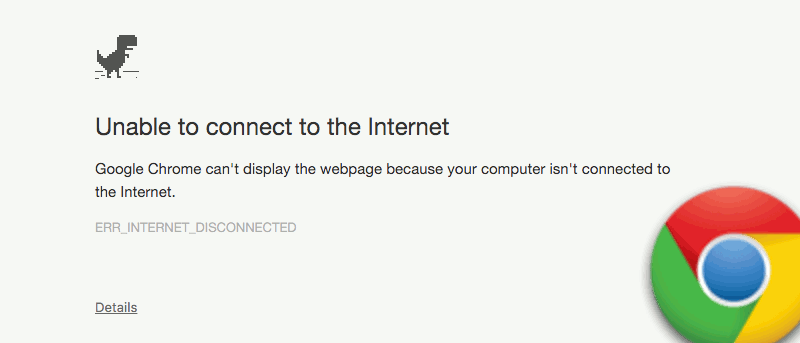 Unable to connect to the Internet
Google Chrome can't display the webpage because your computer isn't connected to
the Internet.
ERR_INTERNET_DISCONNECTED
Details